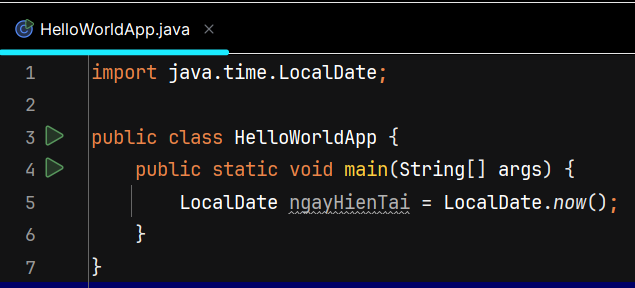 HelloWorldApp.java
1 import java.time.LocalDate;
2
3 public class HelloWorldApp {
4 public static void main(String[] args) {
5 LocalDate ngayHienTai = LocalDate.now();
6 }
7 }